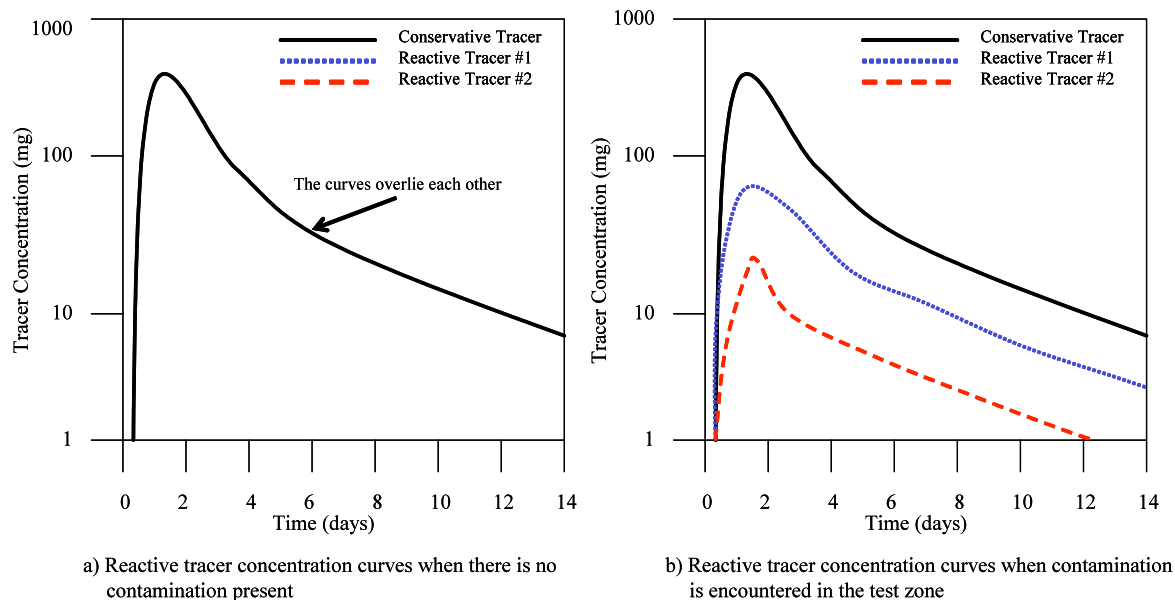 1000
100
10
1
Tracer Concentration (mg)
Conservative Tracer
Reactive Tracer #1
Reactive Tracer #2
The curves overlie each other
0 2 4 6 8 10 12 14
Time (days)
a) Reactive tracer concentration curves when there is no
contamination present
1000
100
10
1
Tracer Concentration (mg)
Conservative Tracer
Reactive Tracer #1
Reactive Tracer #2
0 2 4 6 8 10 12 14
Time (days)
b) Reactive tracer concentration curves when contamination
is encountered in the test zone